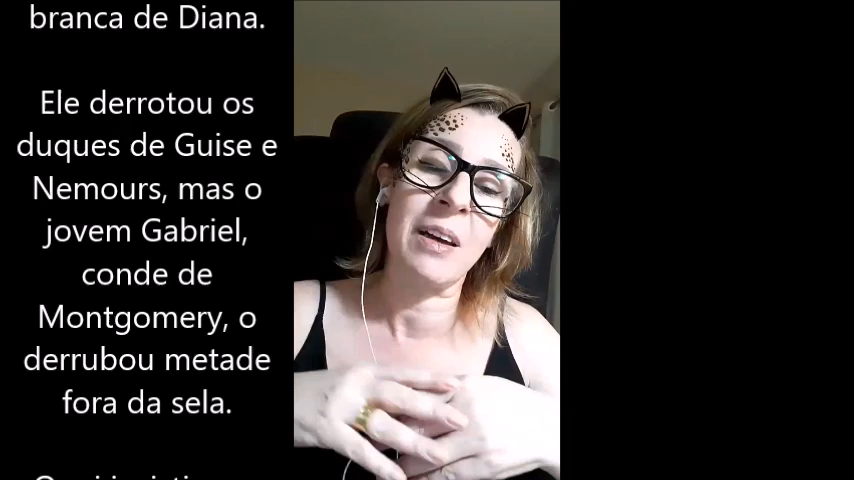 branca de Diana.
Ele derrotou os
duques de Guise e
Nemours, mas o
jovem Gabriel,
conde de
Montgomery, o
derrubou metade
fora da sela.